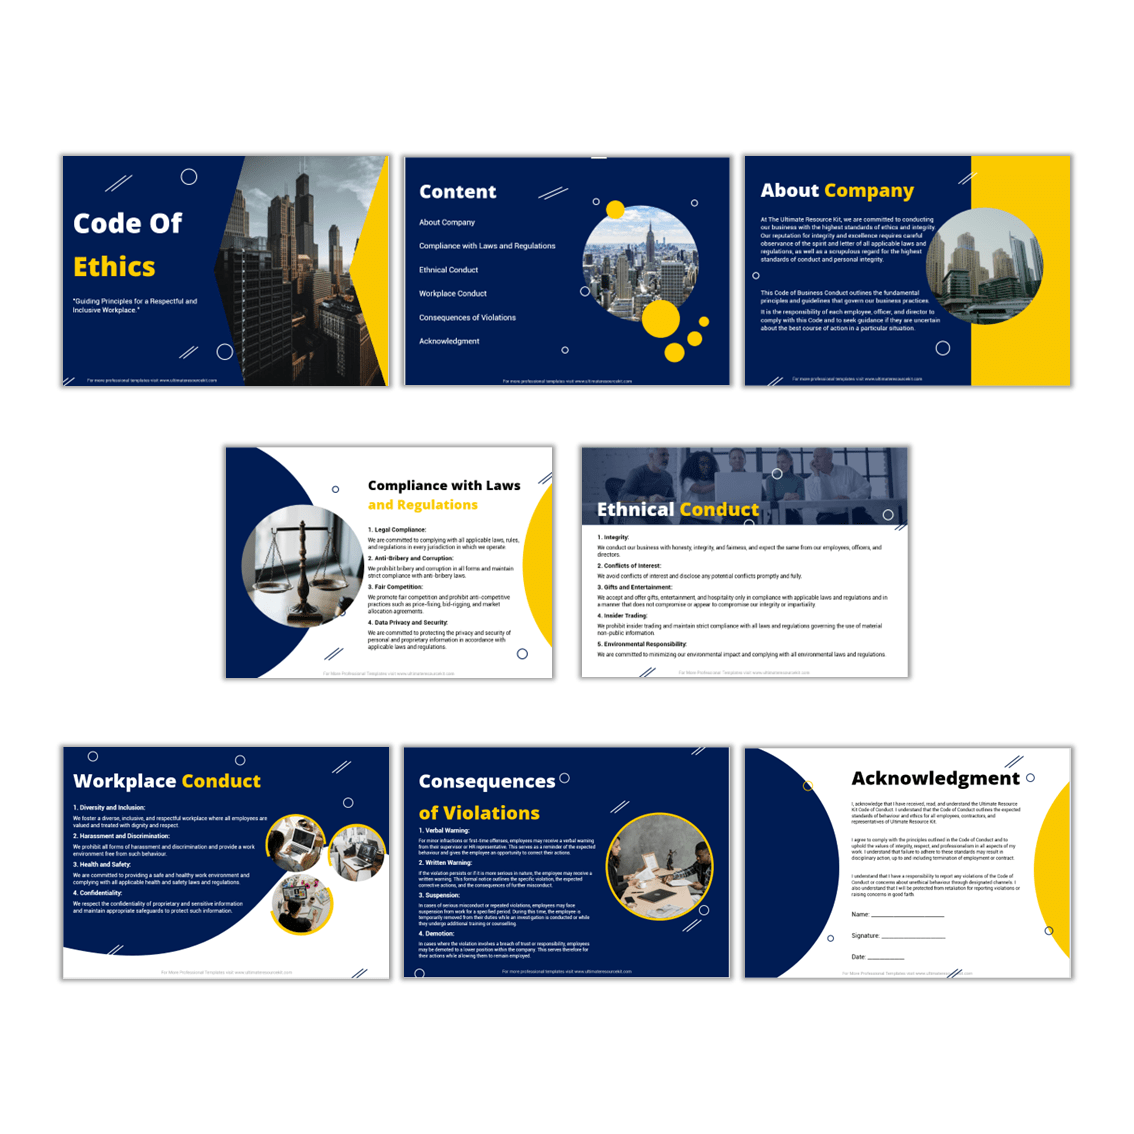 Code Of
Ethics
"Guiding Principles for a Respectful and
Inclusive Workplace."
For more professional templates visit www.ultimateresourcekit.com
Content
About Company
Compliance with Laws and Regulations
Ethnical Conduct
Workplace Conduct
Consequences of Violations
Acknowledgment
For more professional templates visit www.ultimateresourcekit.com
About Company
At The Ultimate Resource Kit, we are committed to conducting
our business with the highest standards of ethics and integrity.
Our reputation for integrity and excellence requires careful
observance of the spirit and letter of all applicable laws and
regulations, as well as a scrupulous regard for the highest
standards of conduct and personal integrity.
This Code of Business Conduct outlines the fundamental
principles and guidelines that govern our business practices.
It is the responsibility of each employee, officer, and director to
comply with this Code and to seek guidance if they are uncertain
about the best course of action in a particular situation.
For more professional templates visit www.ultimateresourcekit.com
Compliance with Laws
and Regulations
1. Legal Compliance:
We are committed to complying with all applicable laws, rules,
and regulations in every jurisdiction in which we operate.
2. Anti-Bribery and Corruption:
We prohibit bribery and corruption in all forms and maintain
strict compliance with anti-bribery laws.
3. Fair Competition:
We promote fair competition and prohibit anti-competitive
practices such as price-fixing, bid-rigging, and market
allocation agreements.
4. Data Privacy and Security:
We are committed to protecting the privacy and security of
personal and proprietary information in accordance with
applicable laws and regulations.
For More Professional Templates visit www.ultimateresourcekit.com
Ethnical Conduct
1. Integrity:
We conduct our business with honesty, integrity, and fairness, and expect the same from our employees, officers, and
directors.
2. Conflicts of Interest:
We avoid conflicts of interest and disclose any potential conflicts promptly and fully.
3. Gifts and Entertainment:
We accept and offer gifts, entertainment, and hospitality only in compliance with applicable laws and regulations and in
a manner that does not compromise or appear to compromise our integrity or impartiality.
4. Insider Trading:
We prohibit insider trading and maintain strict compliance with all laws and regulations governing the use of material
non-public information.
5. Environmental Responsibility:
We are committed to minimizing our environmental impact and complying with all environmental laws and regulations.
For More Professional Templates visit www.ultimateresourcekit.com
Workplace Conduct
1. Diversity and Inclusion:
We foster a diverse, inclusive, and respectful workplace where all employees are
valued and treated with dignity and respect.
2. Harassment and Discrimination:
We prohibit all forms of harassment and discrimination and provide a work
environment free from such behaviour.
3. Health and Safety:
We are committed to providing a safe and healthy work environment and
complying with all applicable health and safety laws and regulations.
4. Confidentiality:
We respect the confidentiality of proprietary and sensitive information
and maintain appropriate safeguards to protect such information.
For More Professional Templates visit www.ultimateresourcekit.com
Consequences
of Violations
1. Verbal Warning:
For minor infractions or first-time offenses, employees may receive a verbal warning
from their supervisor or HR representative. This serves as a reminder of the expected
behaviour and gives the employee an opportunity to correct their actions.
2. Written Warning:
If the violation persists or if it is more serious in nature, the employee may receive a
written warning. This formal notice outlines the specific violation, the expected
corrective actions, and the consequences of further misconduct.
3. Suspension:
In cases of serious misconduct or repeated violations, employees may face
suspension from work for a specified period. During this time, the employee is
temporarily removed from their duties while an investigation is conducted or while
they undergo additional training or counselling.
4. Demotion:
In cases where the violation involves a breach of trust or responsibility, employees
may be demoted to a lower position within the company. This serves therefore for
their actions while allowing them to remain employed.
For more professional templates visit www.ultimateresourcekit.com
Acknowledgment
I, acknowledge that I have received, read, and understand the Ultimate Resource
Kit Code of Conduct. I understand that the Code of Conduct outlines the expected
standards of behaviour and ethics for all employees, contractors, and
representatives of Ultimate Resource Kit.
I agree to comply with the principles outlined in the Code of Conduct and to
uphold the values of integrity, respect, and professionalism in all aspects of my
work. I understand that failure to adhere to these standards may result in
disciplinary action, up to and including termination of employment or contract.
I understand that I have a responsibility to report any violations of the Code of
Conduct or concerns about unethical behaviour through designated channels. I
also understand that I will be protected from retaliation for reporting violations or
raising concerns in good faith.
Name:
Signature:
Date:
For More Professional Templates visit www.ultimateresourcekit.com